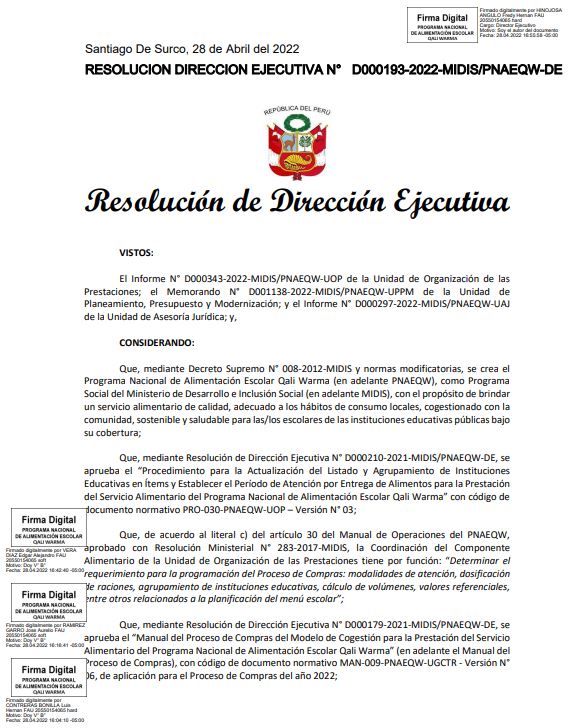 Firma Digital
PROGRAMA NACIONAL
DE ALIMENTACIÓN ESCOLAR
QALI WARMA
Firmado digitalmente por HINOJOSA
ANGULO Fredy Hernan FAU
20550154065 hard
Cargo: Director Ejecutivo
Motivo: Soy el autor del documento
Fecha: 28.04.2022 16:55:58 -05:00
Santiago De Surco, 28 de Abril del 2022
RESOLUCION DIRECCION EJECUTIVA N° D000193-2022-MIDIS/PNAEQW-DE
REPÚBLICA DEL PERÚ
Resolución de Dirección Ejecutiva
VISTOS:
El Informe N° D000343-2022-MIDIS/PNAEQW-UOP de la Unidad de Organización de las
Prestaciones; el Memorando N° D001138-2022-MIDIS/PNAEQW-UPPM de la Unidad de
Planeamiento, Presupuesto y Modernización; y el Informe N° D000297-2022-MIDIS/PNAEQW-UAJ
de la Unidad de Asesoría Jurídica; y,
CONSIDERANDO:
Que, mediante Decreto Supremo N° 008-2012-MIDIS y normas modificatorias, se crea el
Programa Nacional de Alimentación Escolar Qali Warma (en adelante PNAEQW), como Programa
Social del Ministerio de Desarrollo e Inclusión Social (en adelante MIDIS), con el propósito de brindar
un servicio alimentario de calidad, adecuado a los hábitos de consumo locales, cogestionado con la
comunidad, sostenible y saludable para las/los escolares de las instituciones educativas públicas bajo
su cobertura;
Que, mediante Resolución de Dirección Ejecutiva N° D000210-2021-MIDIS/PNAEQW-DE, se
aprueba el “Procedimiento para la Actualización del Listado y Agrupamiento de Instituciones
Educativas en Ítems y Establecer el Período de Atención por Entrega de Alimentos para la Prestación
del Servicio Alimentario del Programa Nacional de Alimentación Escolar Qali Warma” con código de
documento normativo PRO-030-PNAEQW-UOP – Versión N° 03;
Que, de acuerdo al literal c) del artículo 30 del Manual de Operaciones del PNAEQW,
aprobado con Resolución Ministerial N° 283-2017-MIDIS, la Coordinación del Componente
Alimentario de la Unidad de Organización de las Prestaciones tiene por función: “Determinar el
requerimiento para la programación del Proceso de Compras: modalidades de atención, dosificación
de raciones, agrupamiento de instituciones educativas, cálculo de volúmenes, valores referenciales,
entre otros relacionados a la planificación del menú escolar”;
Que, mediante Resolución de Dirección Ejecutiva N° D000179-2021-MIDIS/PNAEQW-DE, se
aprueba el “Manual del Proceso de Compras del Modelo de Cogestión para la Prestación del Servicio
Alimentario del Programa Nacional de Alimentación Escolar Qali Warma” (en adelante el Manual del
Proceso de Compras), con código de documento normativo MAN-009-PNAEQW-UGCTR - Versión N°
06, de aplicación para el Proceso de Compras del año 2022;
Firma Digital
PROGRAMA NACIONAL
DE ALIMENTACIÓN ESCOLAR
QALI WARMA
Firmado digitalmente por VERA
DIAZ Edgar Alejandro FAU
20550154065 soft
Motivo: Doy V° B°
Fecha: 28.04.2022 16:42:40 -05:00
Firma Digital
PROGRAMA NACIONAL
DE ALIMENTACIÓN ESCOLAR
QALI WARMA
Firmado digitalmente por RAMIREZ
GARRO Jose Aurelio FAU
20550154065 soft
Motivo: Doy V° B°
Fecha: 28.04.2022 16:16:41 -05:00
Firma Digital
PROGRAMA NACIONAL
DE ALIMENTACIÓN ESCOLAR
QALI WARMA
Firmado digitalmente por
CONTRERAS BONILLA Luis
Hernan FAU 20550154065 hard
Motivo: Doy V° B°
Fecha: 28.04.2022 16:04:10 -05:00